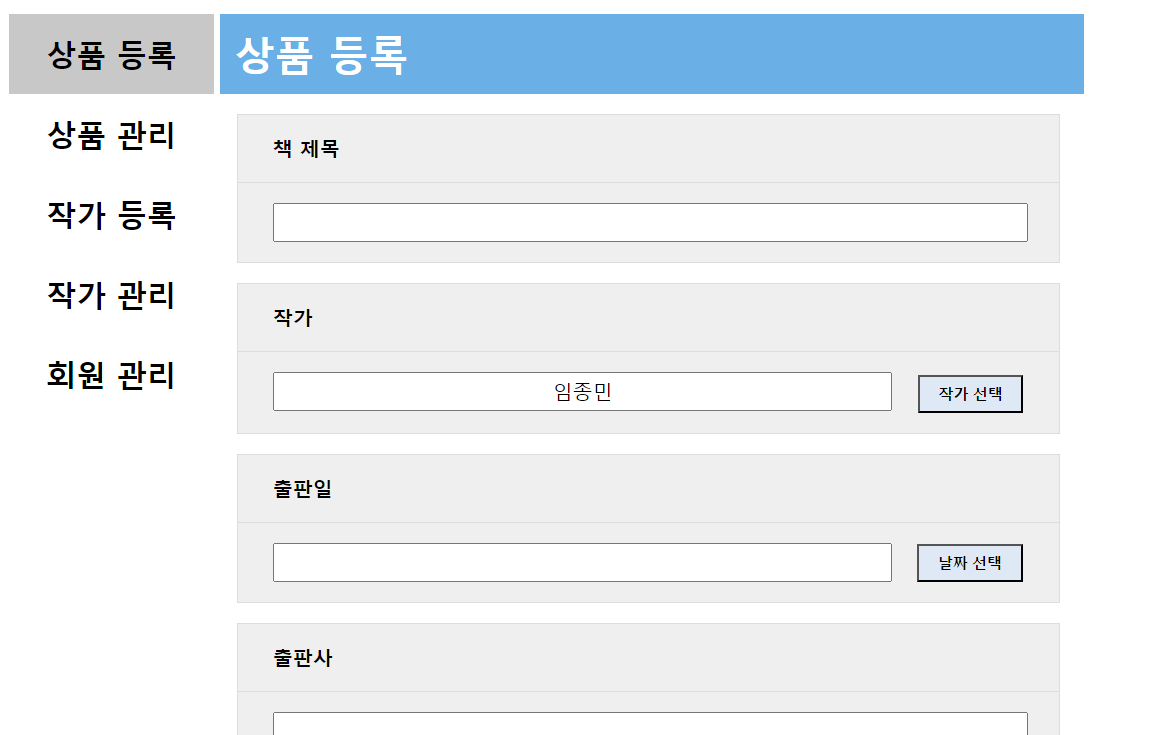 상품 등록
상품 관리
작가 등록
작가 관리
회원 관리
상품 등록
책 제목
작가
임종민
작가 선택
출판일
날짜 선택
출판사